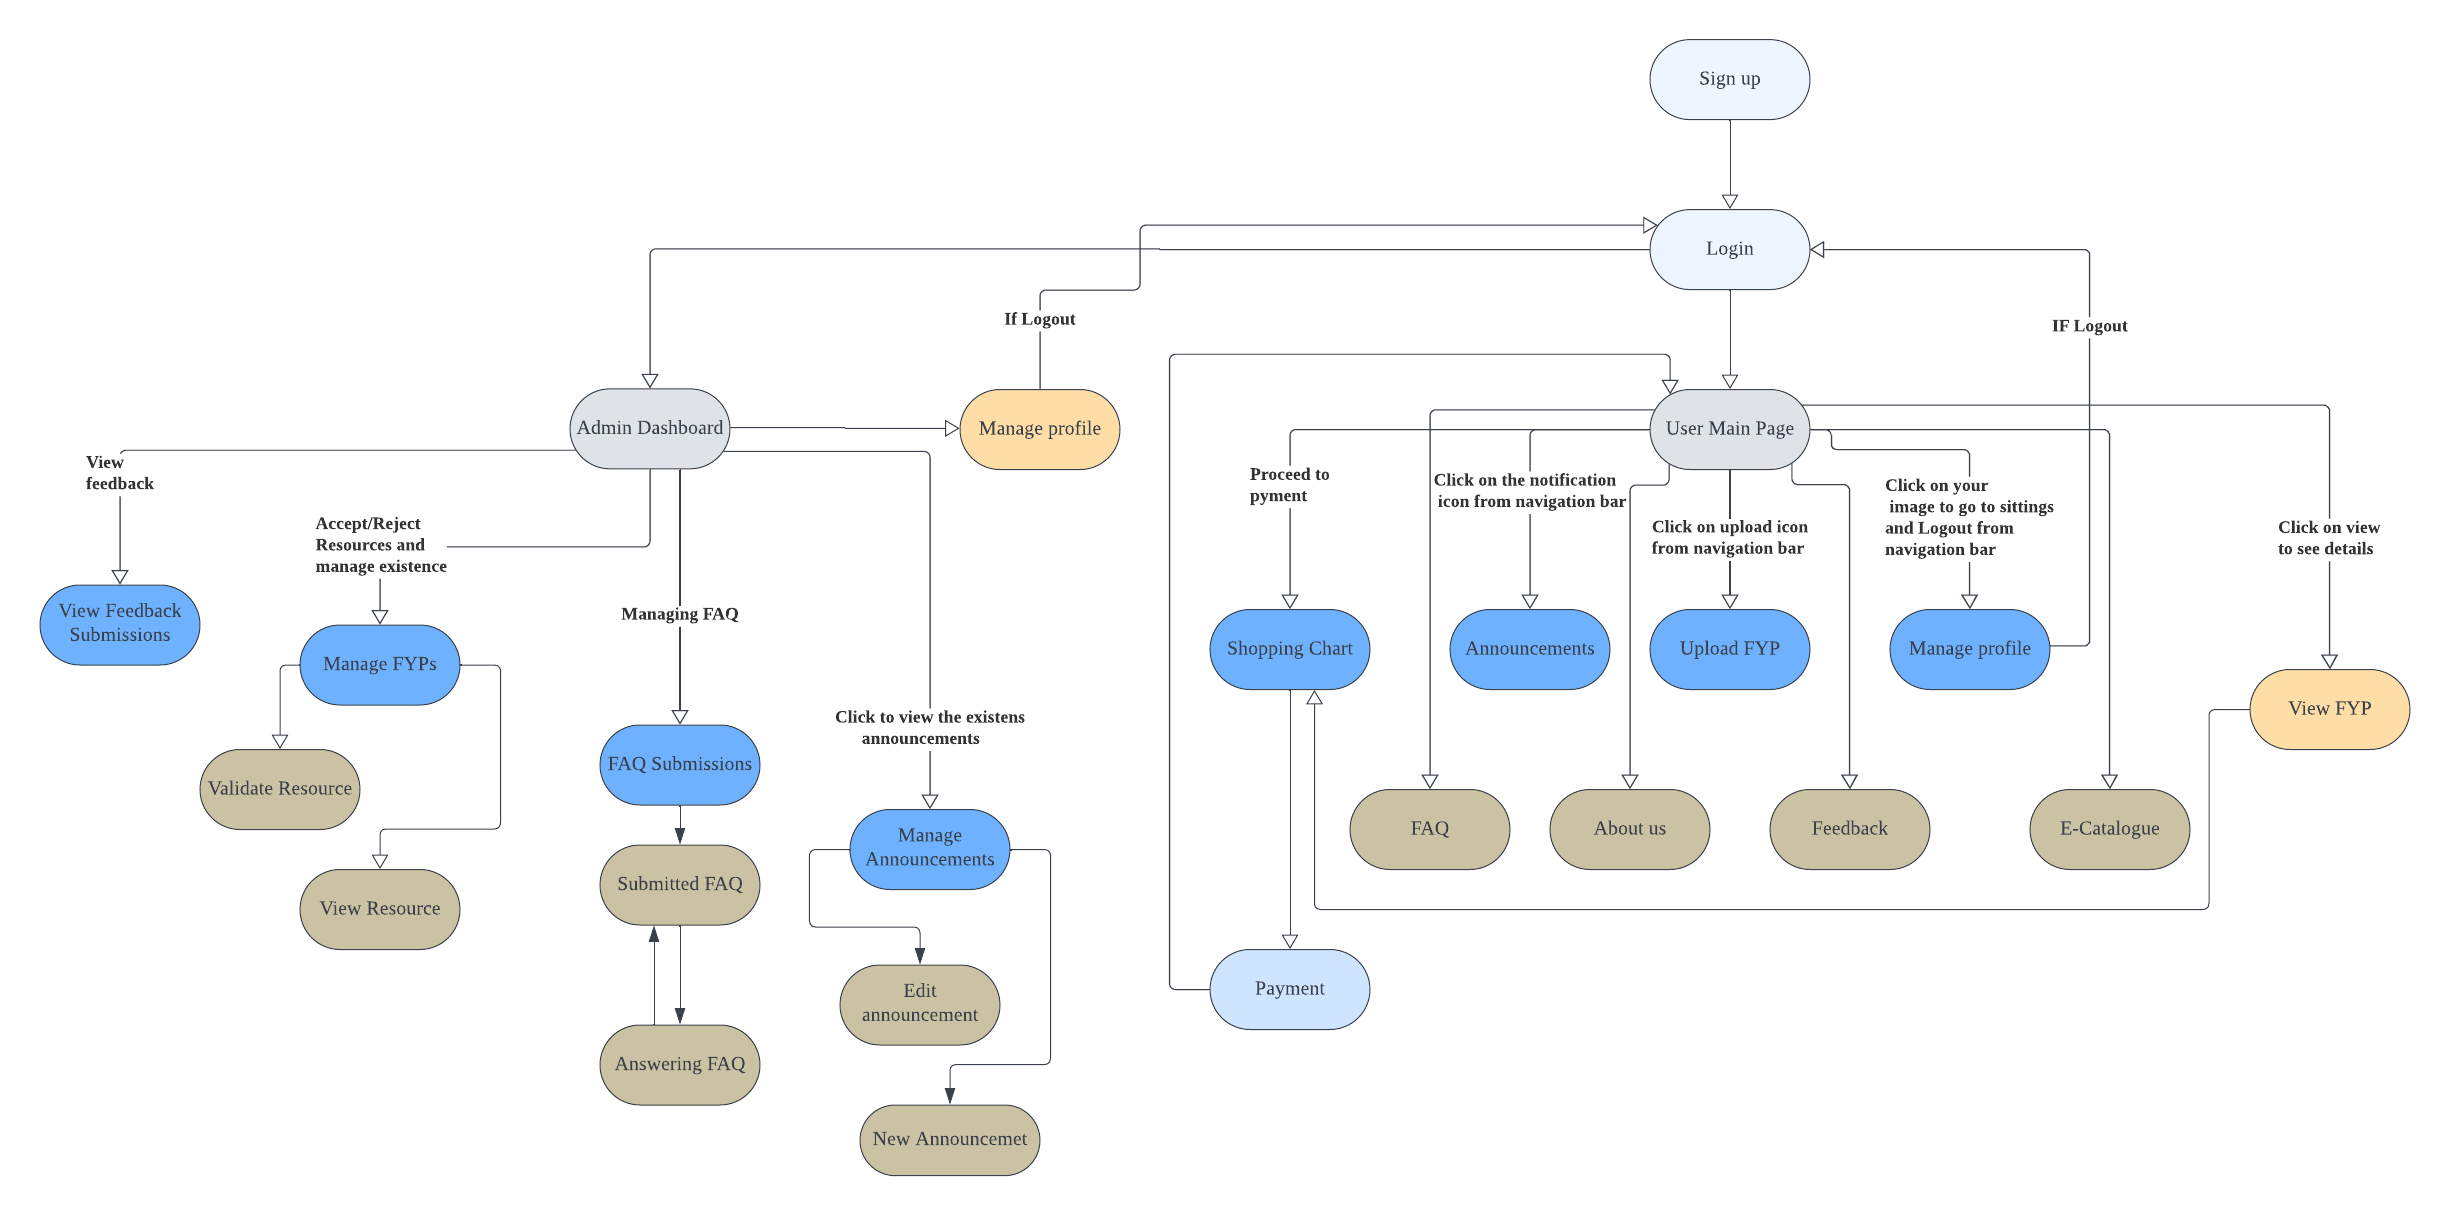 Sign up
Login
If Logout
IF Logout
Admin Dashboard
Manage profile
User Main Page
View
feedback
Accept/Reject
Resources and
manage existence
Managing FAQ
Click to view the existens
announcements
Proceed to
pyment
Click on the notification
icon from navigation bar
Click on upload icon
from navigation bar
Click on your
image to go to sittings
and Logout from
navigation bar
Click on view
to see details
View Feedback
Submissions
Manage FYPs
Shopping Chart
Announcements
Upload FYP
Manage profile
View FYP
Validate Resource
FAQ Submissions
Manage
Announcements
FAQ
About us
Feedback
E-Catalogue
View Resource
Submitted FAQ
Edit
announcement
Payment
Answering FAQ
New Announcemet